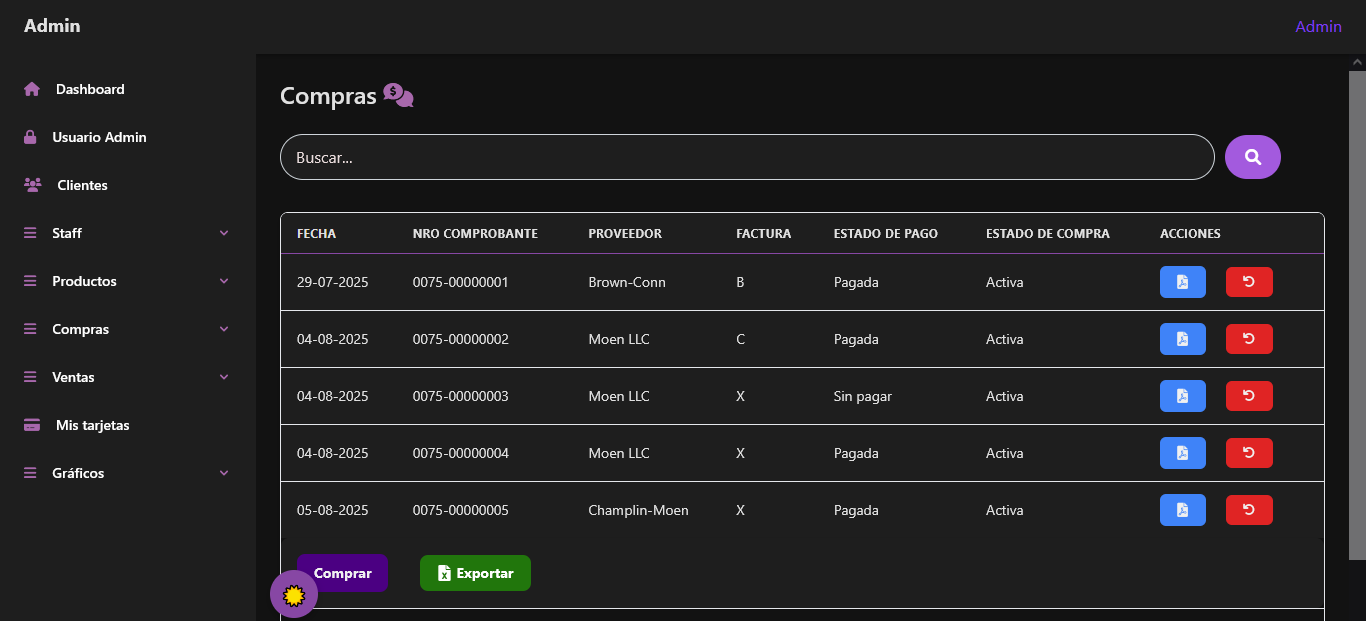 Admin
Admin
Dashboard
Usuario Admin
Clientes
Staff
Productos
Compras
Ventas
Mis tarjetas
Gráficos
Compras
Buscar...
FECHA NRO COMPROBANTE PROVEEDOR FACTURA ESTADO DE PAGO ESTADO DE COMPRA ACCIONES
29-07-2025 0075-00000001 Brown-Conn B Pagada Activa
04-08-2025 0075-00000002 Moen LLC C Pagada Activa
04-08-2025 0075-00000003 Moen LLC X Sin pagar Activa
04-08-2025 0075-00000004 Moen LLC X Pagada Activa
05-08-2025 0075-00000005 Champlin-Moen X Pagada Activa
Comprar Exportar